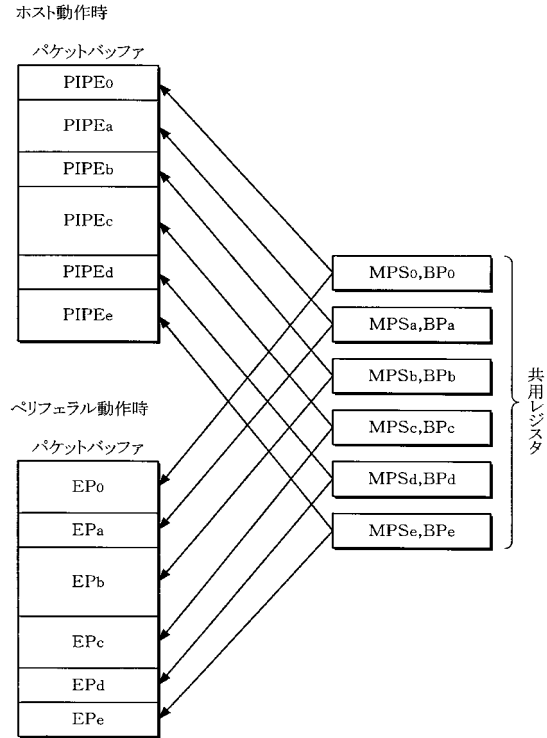 ホスト動作時
パケットバッファ
PIPE0
PIPEa
PIPEb
PIPEc
PIPEd
PIPEe
MPS0,BP0
MPSa,BPa
MPSb,BPb
MPSc,BPc
MPSd,BPd
MPSe,BPe
共用レジスタ
ペリフェラル動作時
パケットバッファ
EP0
EPa
EPb
EPc
EPd
EPe